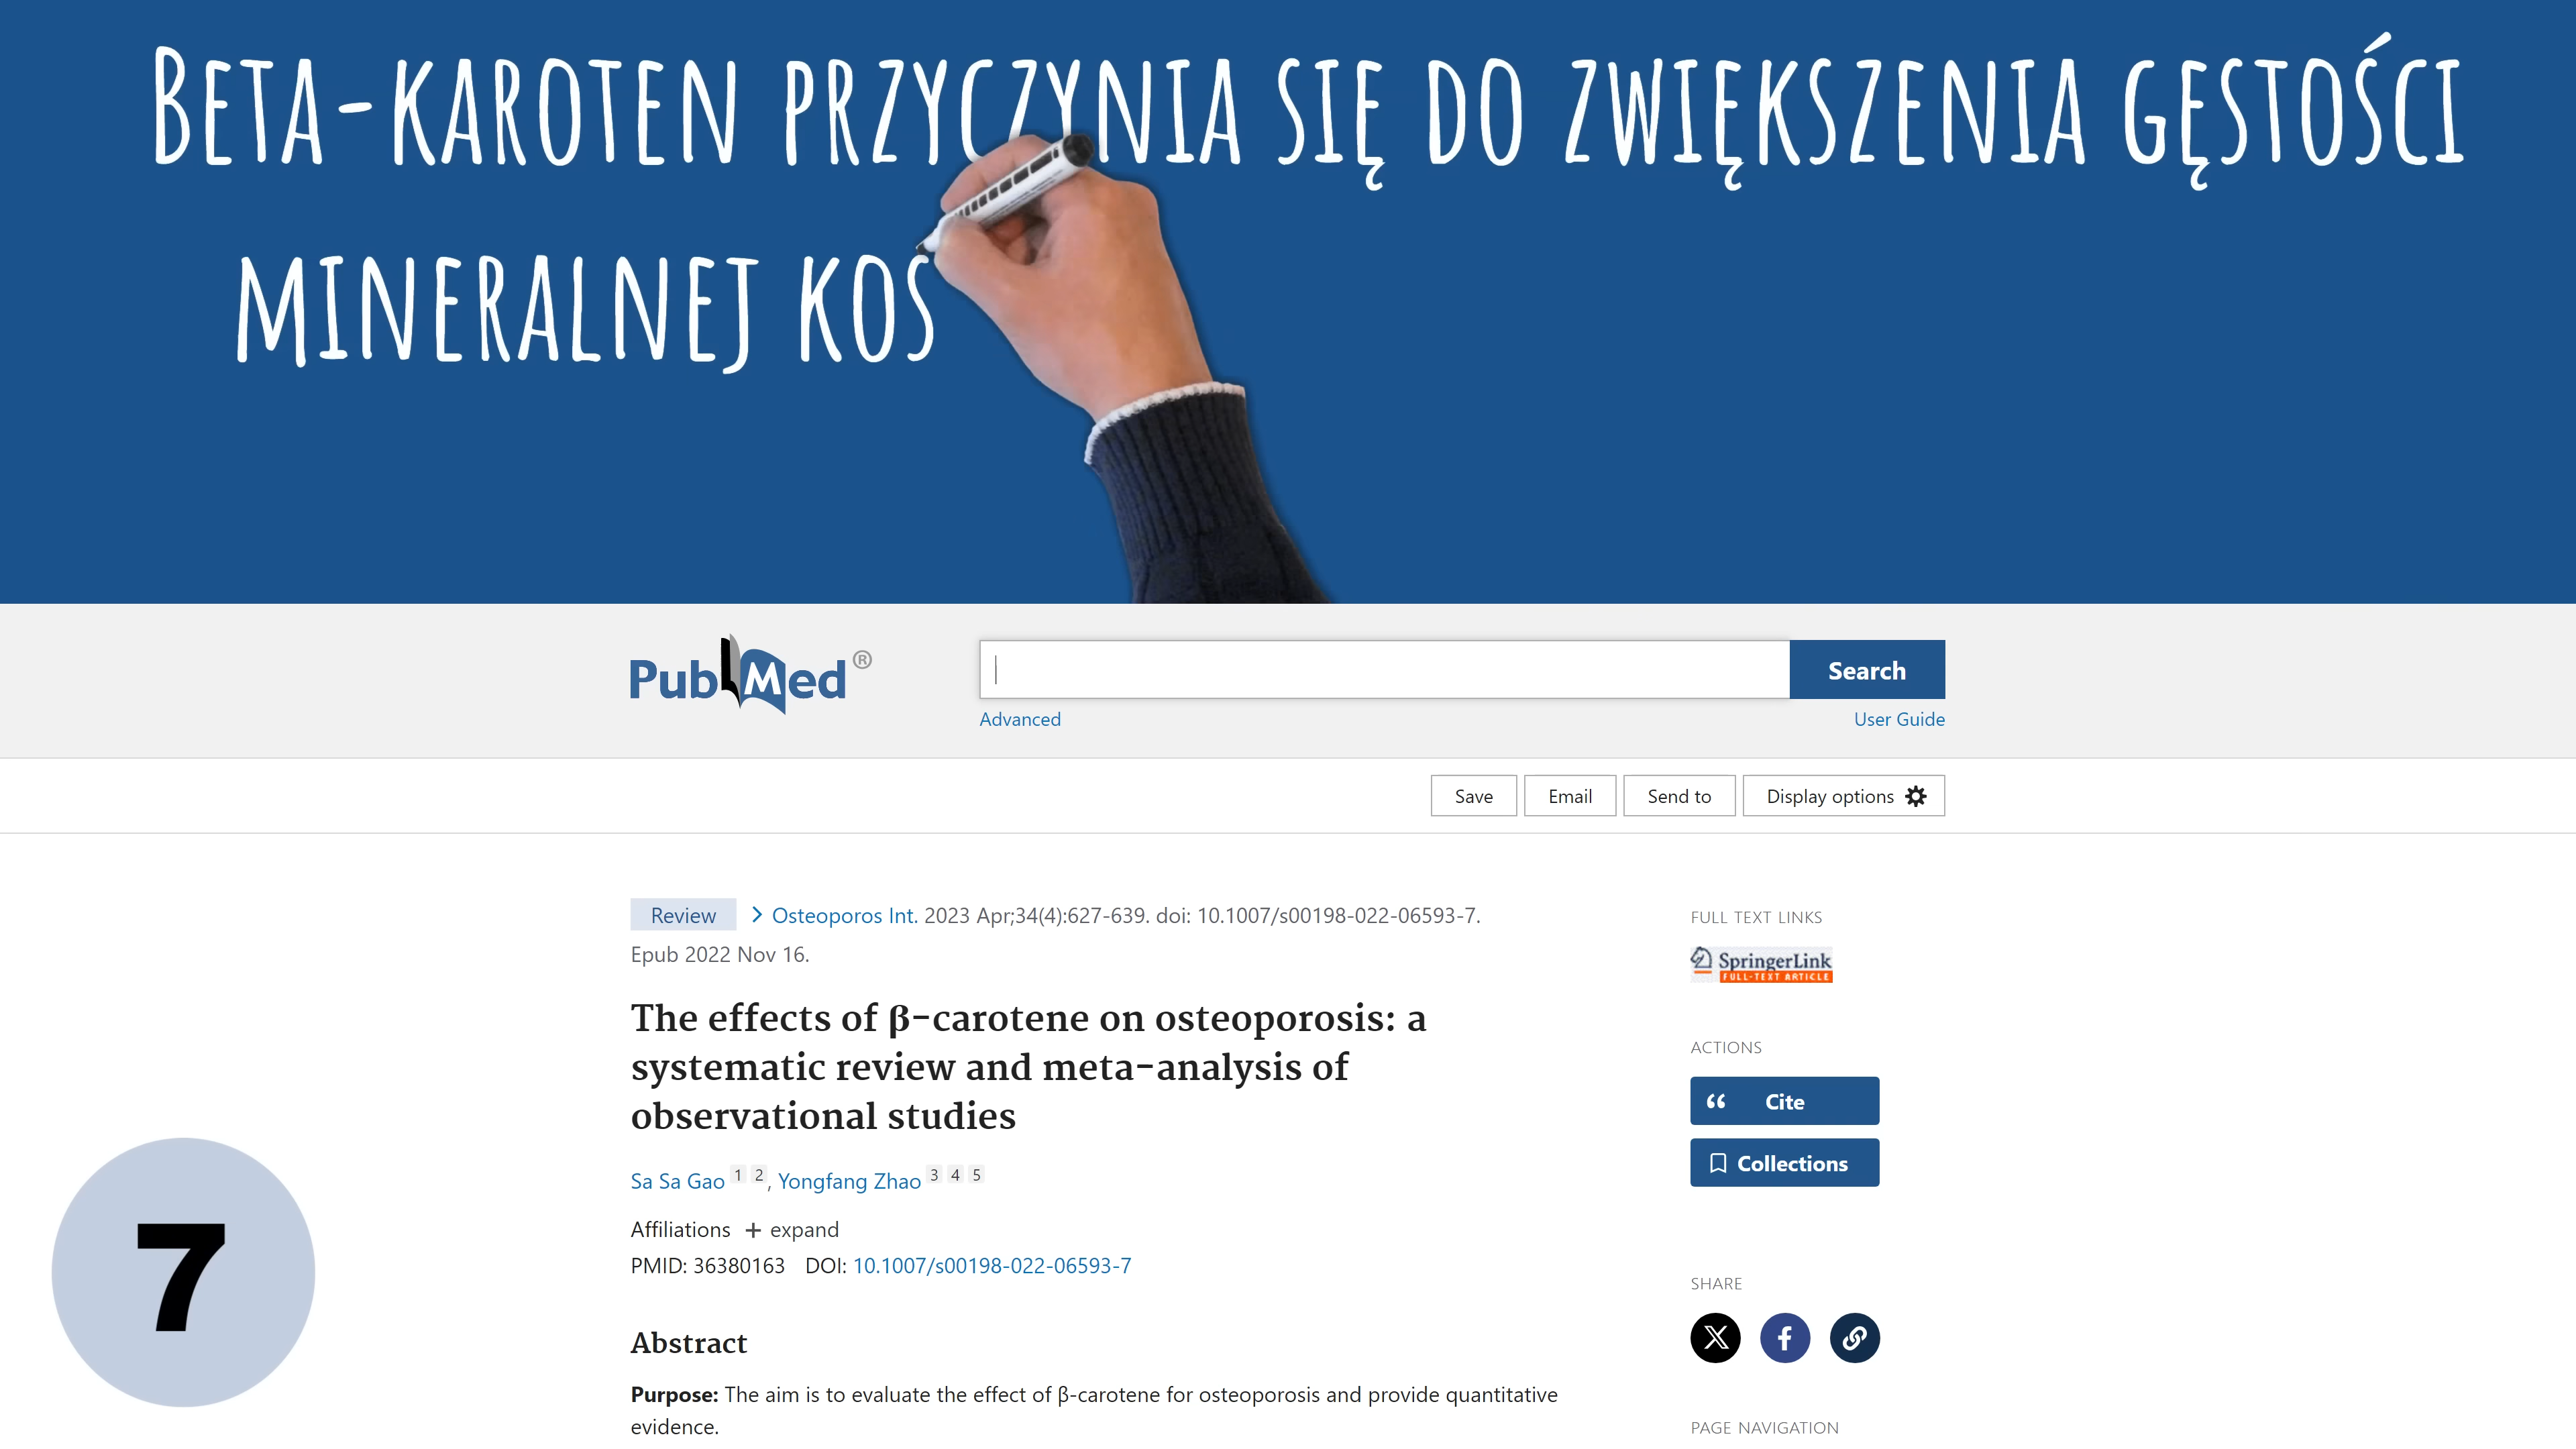 Beta-karoten przyczynia się do zwiększenia gęstości
mineralnej kos
PubMed®
Search
Advanced
User Guide
Save
Email
Send to
Display options
Review > Osteoporos Int. 2023 Apr;34(4):627-639. doi: 10.1007/s00198-022-06593-7.
Epub 2022 Nov 16.
The effects of β-carotene on osteoporosis: a
systematic review and meta-analysis of
observational studies
Sa Sa Gao 1 2, Yongfang Zhao 3 4 5
Affiliations + expand
PMID: 36380163 DOI: 10.1007/s00198-022-06593-7
Abstract
Purpose: The aim is to evaluate the effect of β-carotene for osteoporosis and provide quantitative
evidence.
FULL TEXT LINKS
SpringerLink
FULL-TEXT ARTICLE
ACTIONS
Cite
Collections
SHARE
PAGE NAVIGATION
7